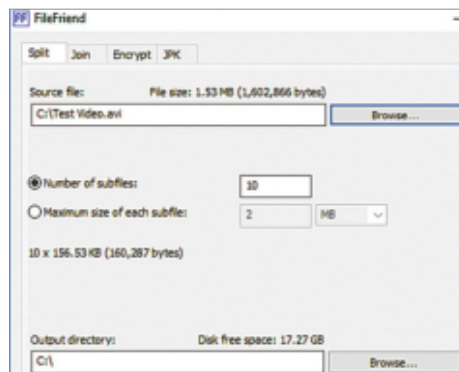 FF FileFriend
Split Join Encrypt JPK
Source file: File size: 1.53 MB (1,602,866 bytes)
C:\Test Video.avi Browse...
Number of subfiles: 10
Maximum size of each subfile: 2 MB
10 x 156.53 KB (160,287 bytes)
Output directory: Disk free space: 17.27 GB
C:\ Browse...